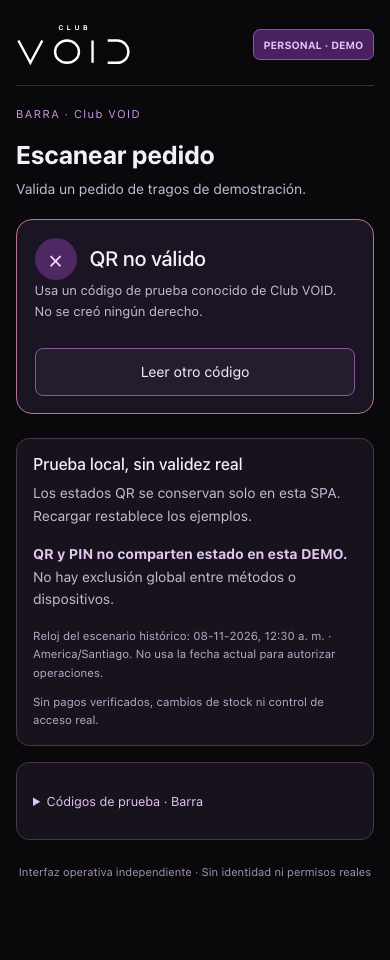 CLUB
VOID
PERSONAL · DEMO
BARRA · Club VOID
Escanear pedido
Valida un pedido de tragos de demostración.
QR no válido
Usa un código de prueba conocido de Club VOID.
No se creó ningún derecho.
Leer otro código
Prueba local, sin validez real
Los estados QR se conservan solo en esta SPA.
Recargar restablece los ejemplos.
QR y PIN no comparten estado en esta DEMO.
No hay exclusión global entre métodos o
dispositivos.
Reloj del escenario histórico: 08-11-2026, 12:30 a. m. ·
America/Santiago. No usa la fecha actual para autorizar
operaciones.
Sin pagos verificados, cambios de stock ni control de
acceso real.
Códigos de prueba · Barra
Interfaz operativa independiente · Sin identidad ni permisos reales